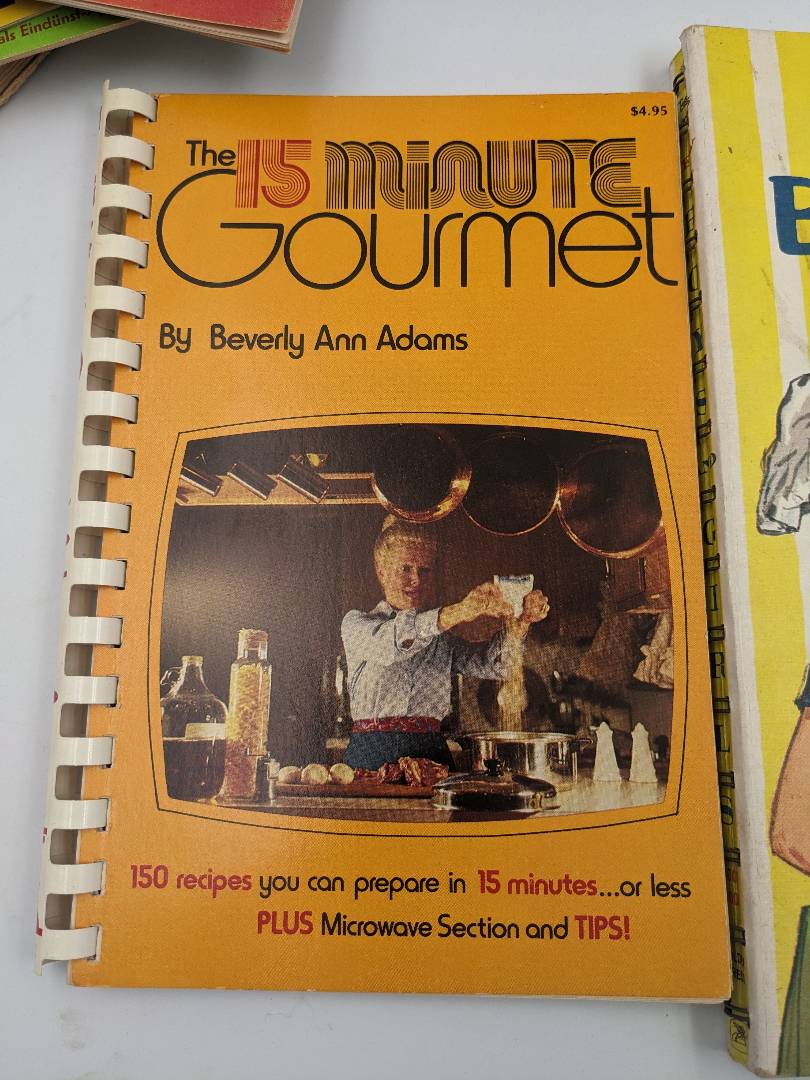 als Eindünst
$4.95
The 15 MINUTE
Gourmet
By Beverly Ann Adams
150 recipes you can prepare in 15 minutes...or less
PLUS Microwave Section and TIPS!
B